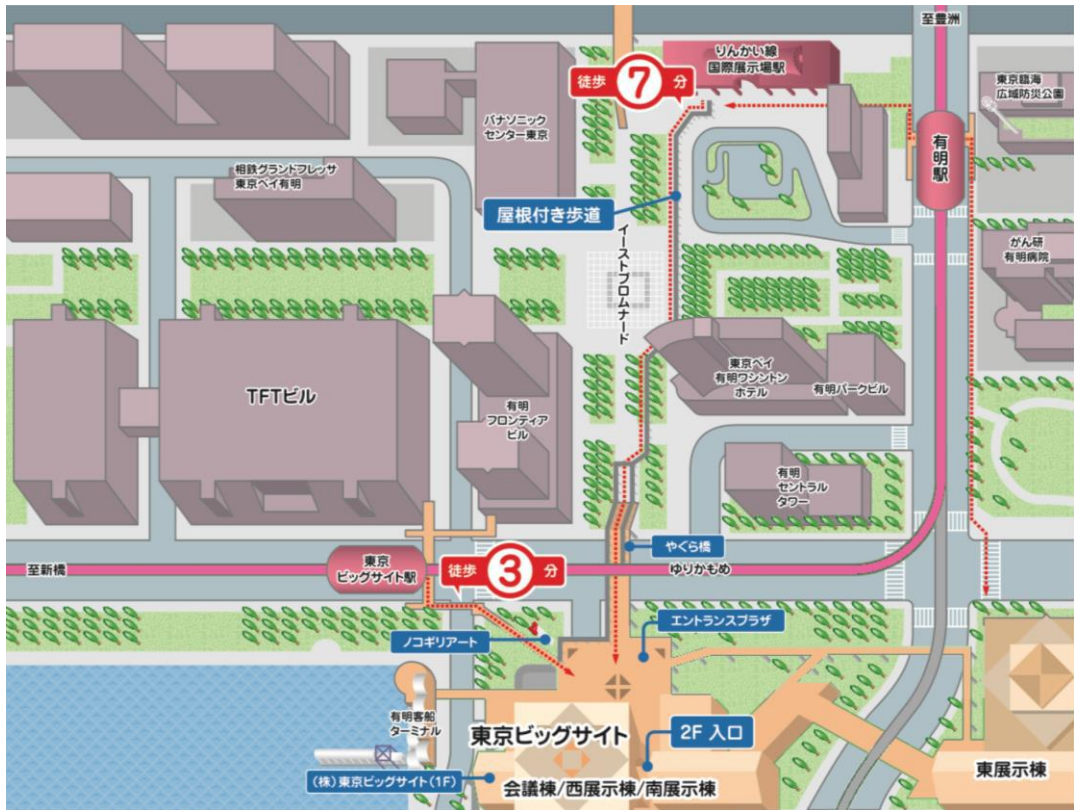 至豊洲
りんかい線
国際展示場駅
徒歩 7 分
東京臨海
広域防災公園
パナソニック
センター東京
有明駅
相鉄グランドフレッサ
東京ベイ有明
屋根付き歩道
イーストプロムナード
がん研
有明病院
東京ベイ
有明ワシントン
ホテル
有明パークビル
TFTビル
有明
フロンティア
ビル
有明
セントラル
タワー
やぐら橋
至新橋
東京
ビッグサイト駅
徒歩 3 分
ゆりかもめ
ノコギリアート
エントランスプラザ
有明客船
ターミナル
東京ビッグサイト
2F 入口
(株)東京ビッグサイト(1F)
会議棟/西展示棟/南展示棟
東展示棟